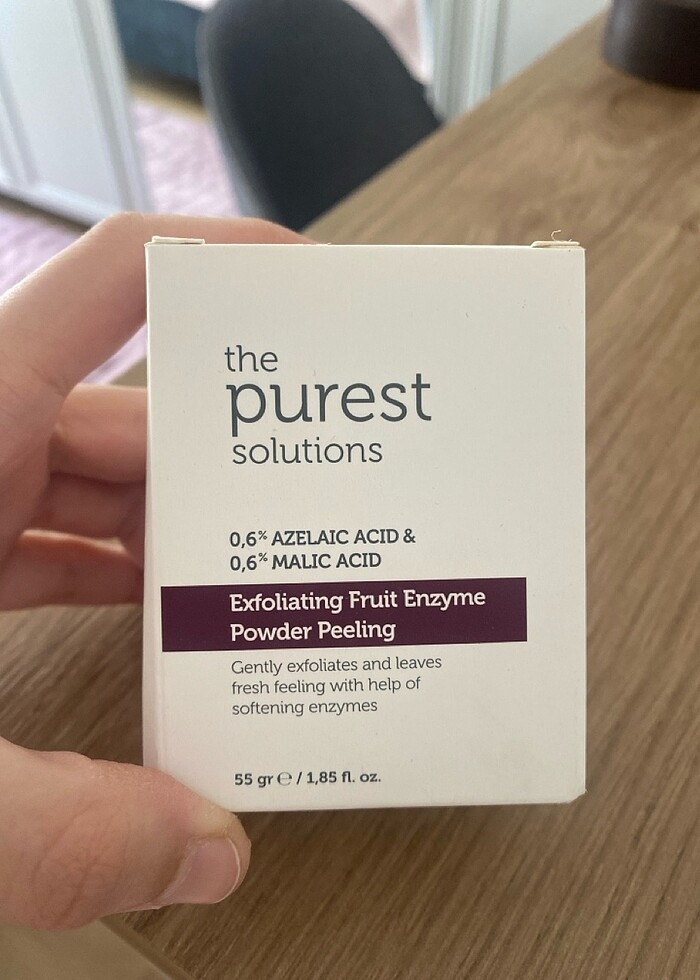 the
purest
solutions
0,6% AZELAIC ACID &
0,6% MALIC ACID
Exfoliating Fruit Enzyme
Powder Peeling
Gently exfoliates and leaves
fresh feeling with help of
softening enzymes
55 gr ℮ / 1,85 fl. oz.